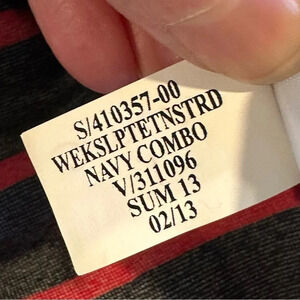 S/410357-00
WEKSLPTETNSTRD
NAVY COMBO
V/311096
SUM 13
02/13